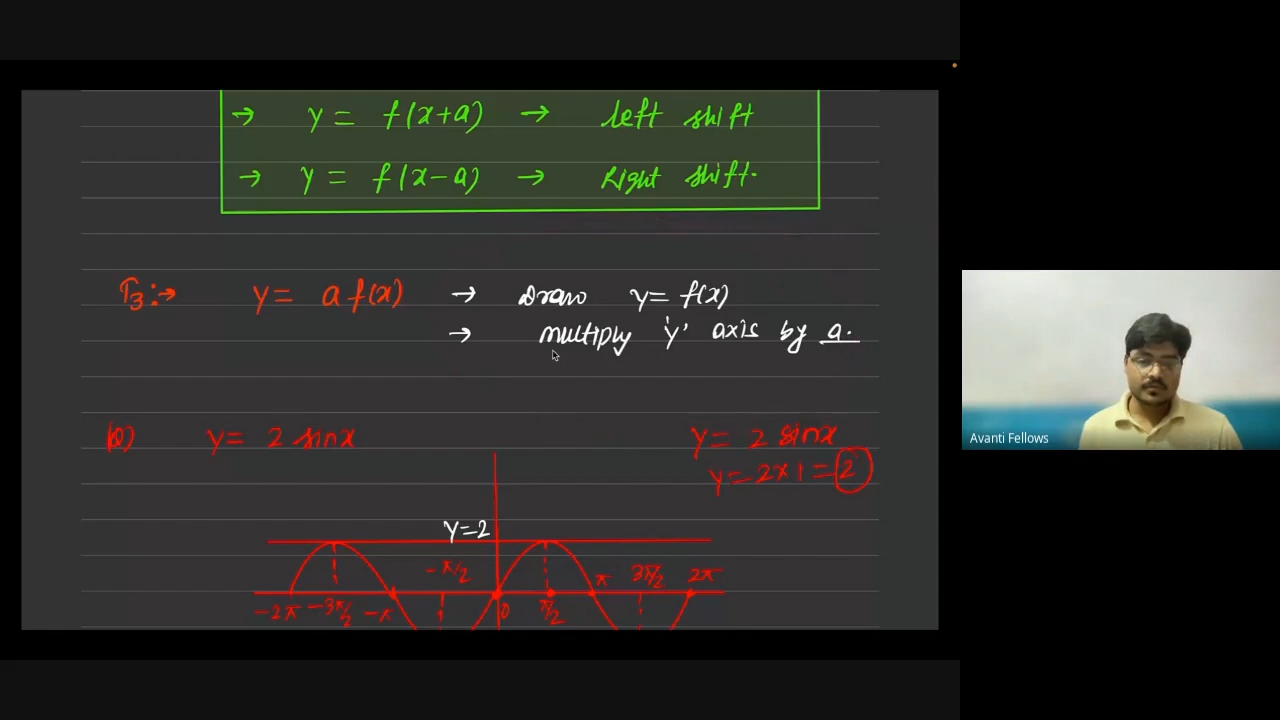 → y = f(x+a) → left shift
→ y = f(x-a) → Right shift.
T₃:→ y = a f(x) → Draw y = f(x)
→ multiply 'y' axis by a.
(Q) y = 2 sinx
y = 2 sinx
y = 2×1 = 2
y=2
-π/2 π 3π/2 2π
-2π -3π/2 -π 0 π/2
Avanti Fellows